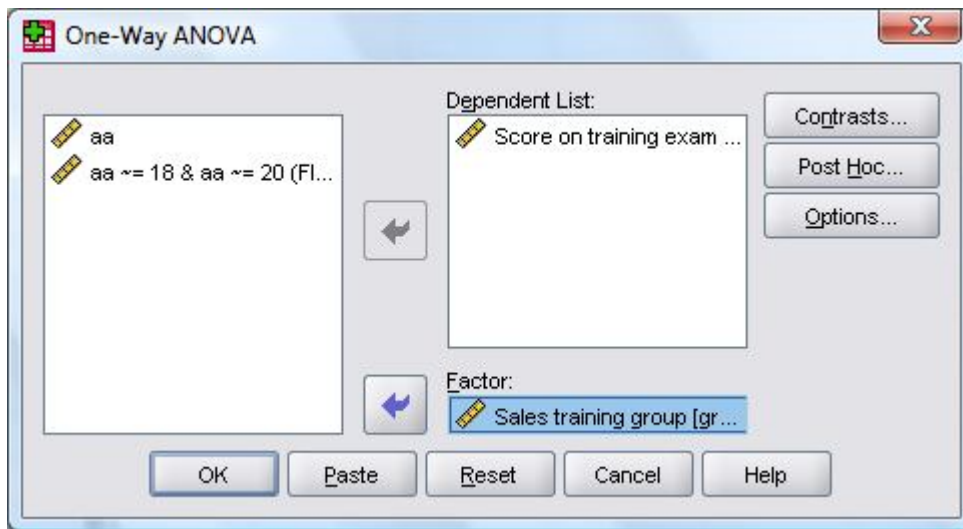 One-Way ANOVA
aa
aa ~= 18 & aa ~= 20 (FI...
Dependent List:
Score on training exam ...
Factor:
Sales training group [gr...
Contrasts...
Post Hoc...
Options...
OK
Paste
Reset
Cancel
Help